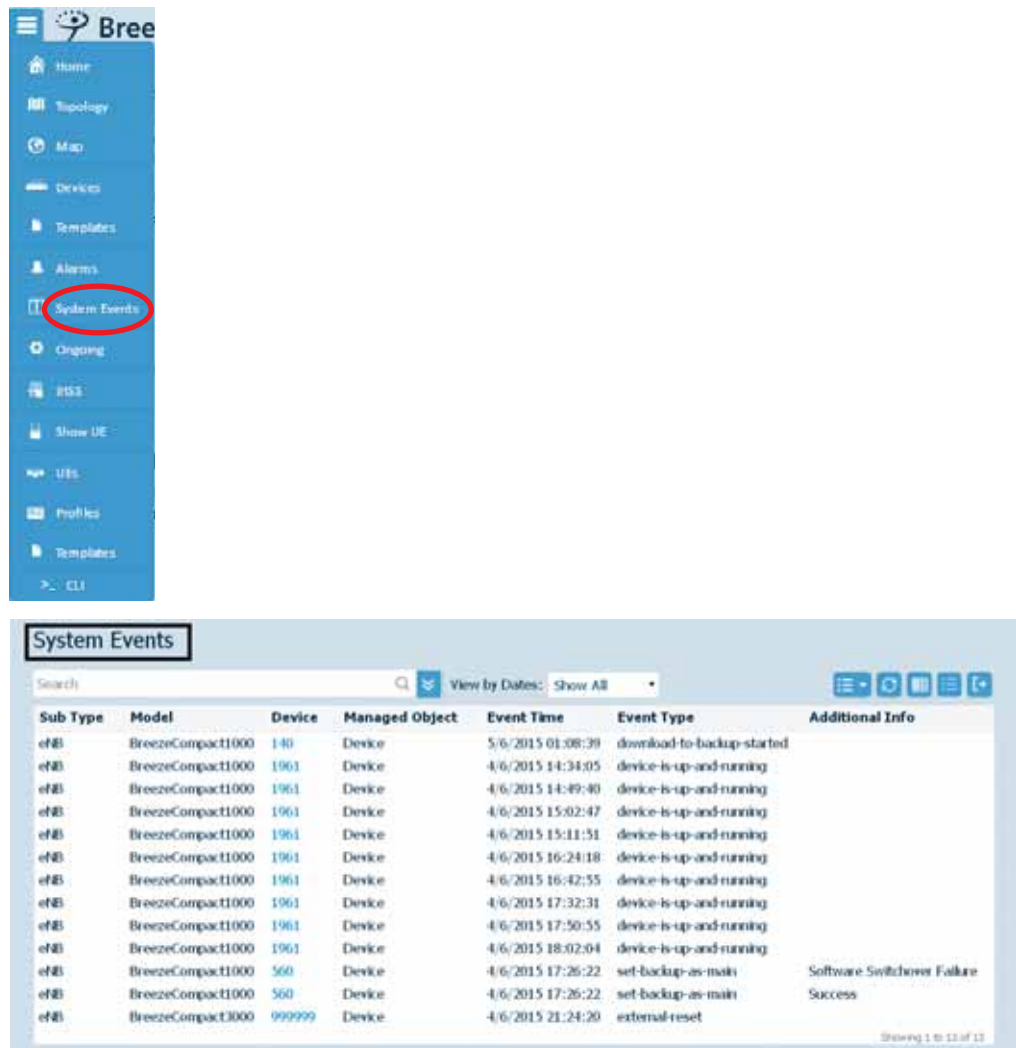 Bree
Home
Topology
Map
Devices
Templates
Alarms
System Events
Ongoing
Show UE
UEs
Profiles
Templates
>_ CLI
System Events
Search View by Dates: Show All
Sub Type Model Device Managed Object Event Time Event Type Additional Info
eNB BreezeCompact1000 140 Device 5/6/2015 01:08:39 download-to-backup-started
eNB BreezeCompact1000 1961 Device 4/6/2015 14:34:05 device-is-up-and-running
eNB BreezeCompact1000 1961 Device 4/6/2015 14:49:40 device-is-up-and-running
eNB BreezeCompact1000 1961 Device 4/6/2015 15:02:47 device-is-up-and-running
eNB BreezeCompact1000 1961 Device 4/6/2015 15:11:51 device-is-up-and-running
eNB BreezeCompact1000 1961 Device 4/6/2015 16:24:18 device-is-up-and-running
eNB BreezeCompact1000 1961 Device 4/6/2015 16:42:55 device-is-up-and-running
eNB BreezeCompact1000 1961 Device 4/6/2015 17:32:31 device-is-up-and-running
eNB BreezeCompact1000 1961 Device 4/6/2015 17:50:55 device-is-up-and-running
eNB BreezeCompact1000 1961 Device 4/6/2015 18:02:04 device-is-up-and-running
eNB BreezeCompact1000 560 Device 4/6/2015 17:26:22 set-backup-as-main Software Switchover Failure
eNB BreezeCompact1000 560 Device 4/6/2015 17:26:22 set-backup-as-main Success
eNB BreezeCompact3000 999999 Device 4/6/2015 21:24:20 external-reset
Showing 1 to 13 of 13